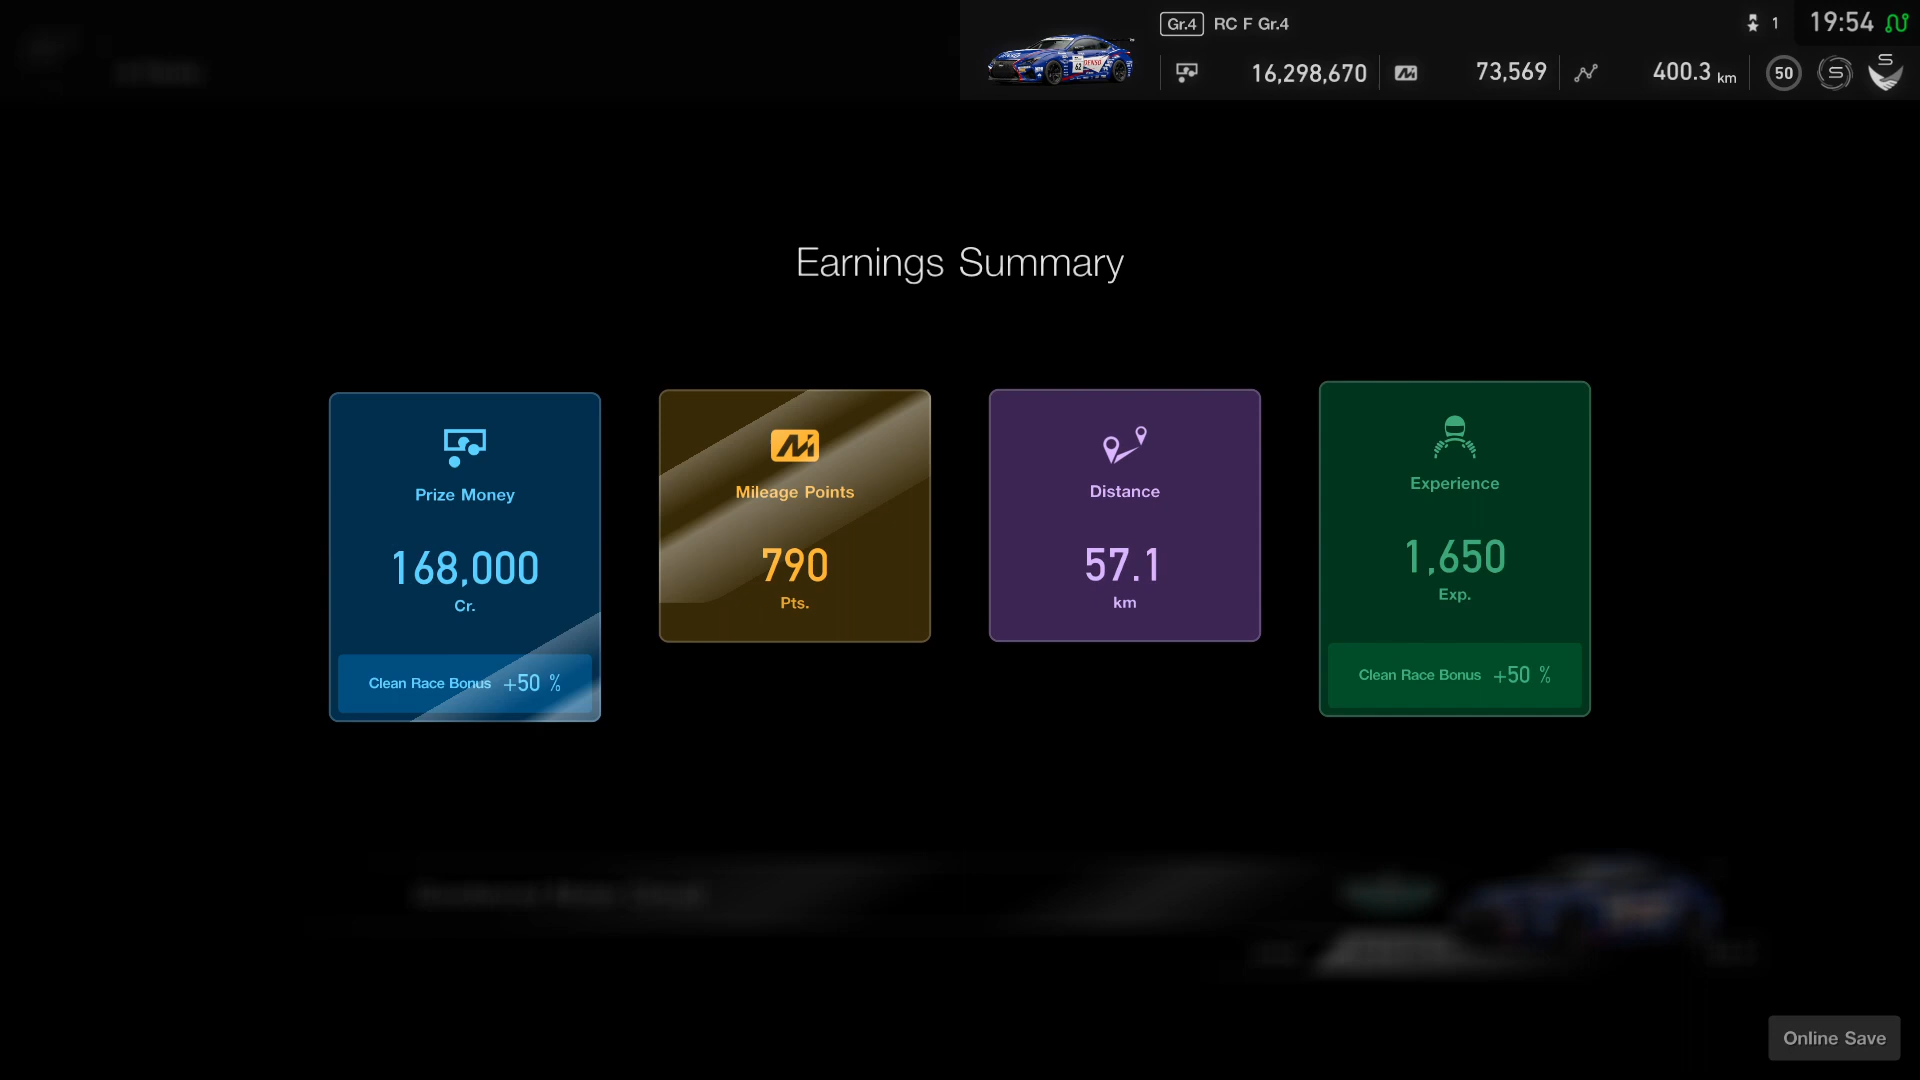 Gr.4 RC F Gr.4
1
19:54
16,298,670
73,569
400.3 km
50
S
S
Earnings Summary
Prize Money
168,000
Cr.
Clean Race Bonus +50 %
Mileage Points
790
Pts.
Distance
57.1
km
Experience
1,650
Exp.
Clean Race Bonus +50 %
Online Save